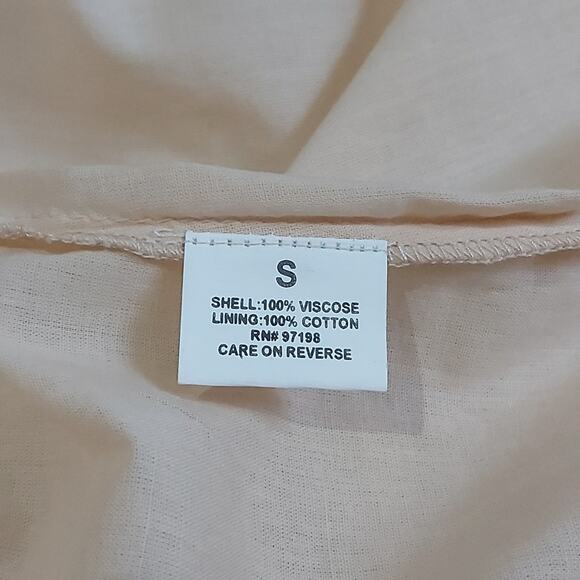 S
SHELL:100% VISCOSE
LINING:100% COTTON
RN# 97198
CARE ON REVERSE